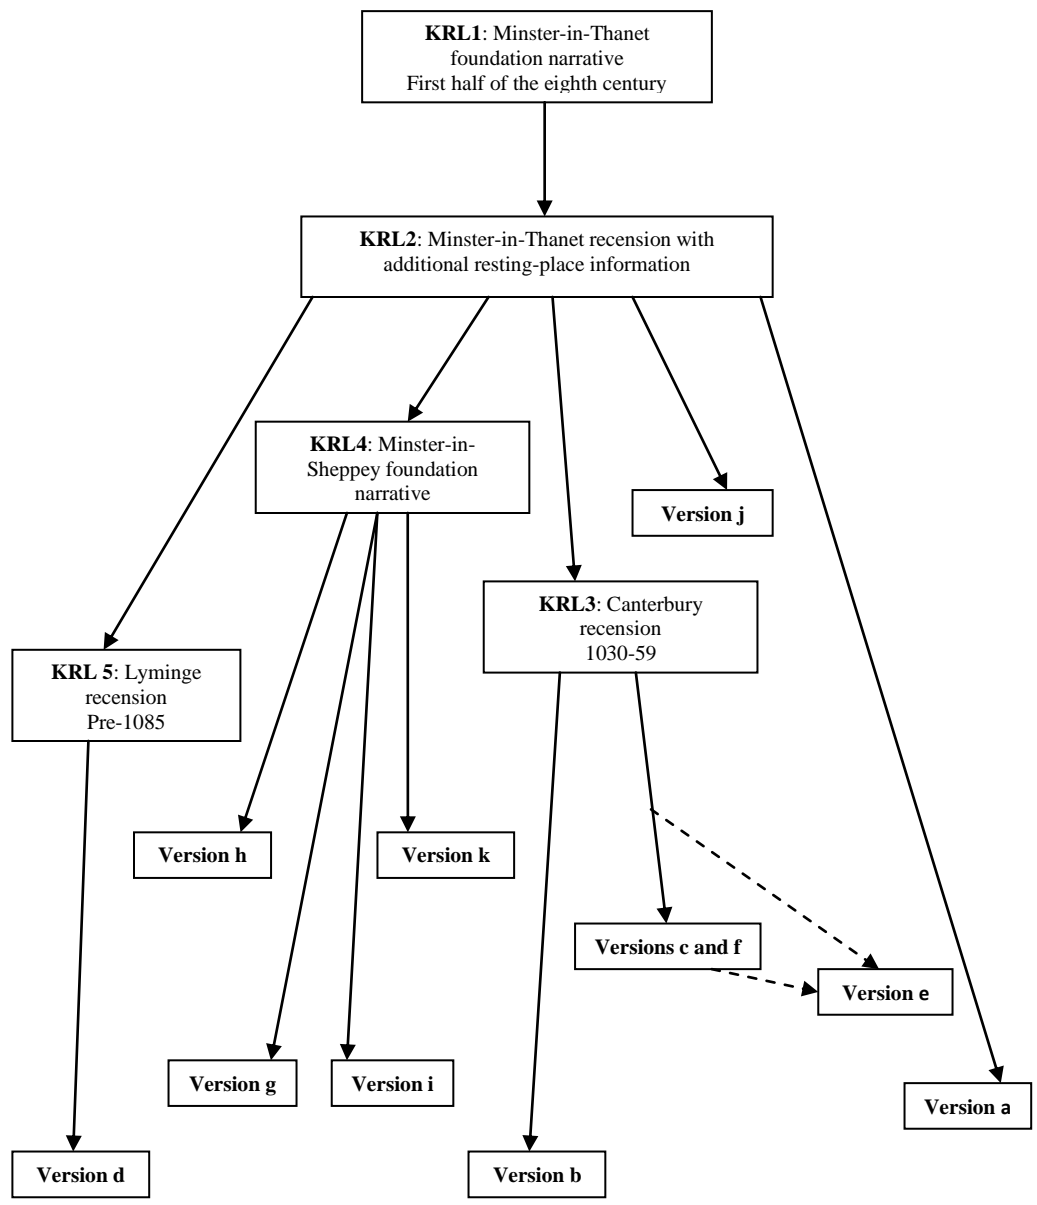 KRL1: Minster-in-Thanet
foundation narrative
First half of the eighth century
KRL2: Minster-in-Thanet recension with
additional resting-place information
KRL4: Minster-in-
Sheppey foundation
narrative
Version j
KRL3: Canterbury
recension
1030-59
KRL 5: Lyminge
recension
Pre-1085
Version h
Version k
Versions c and f
Version e
Version g
Version i
Version a
Version d
Version b